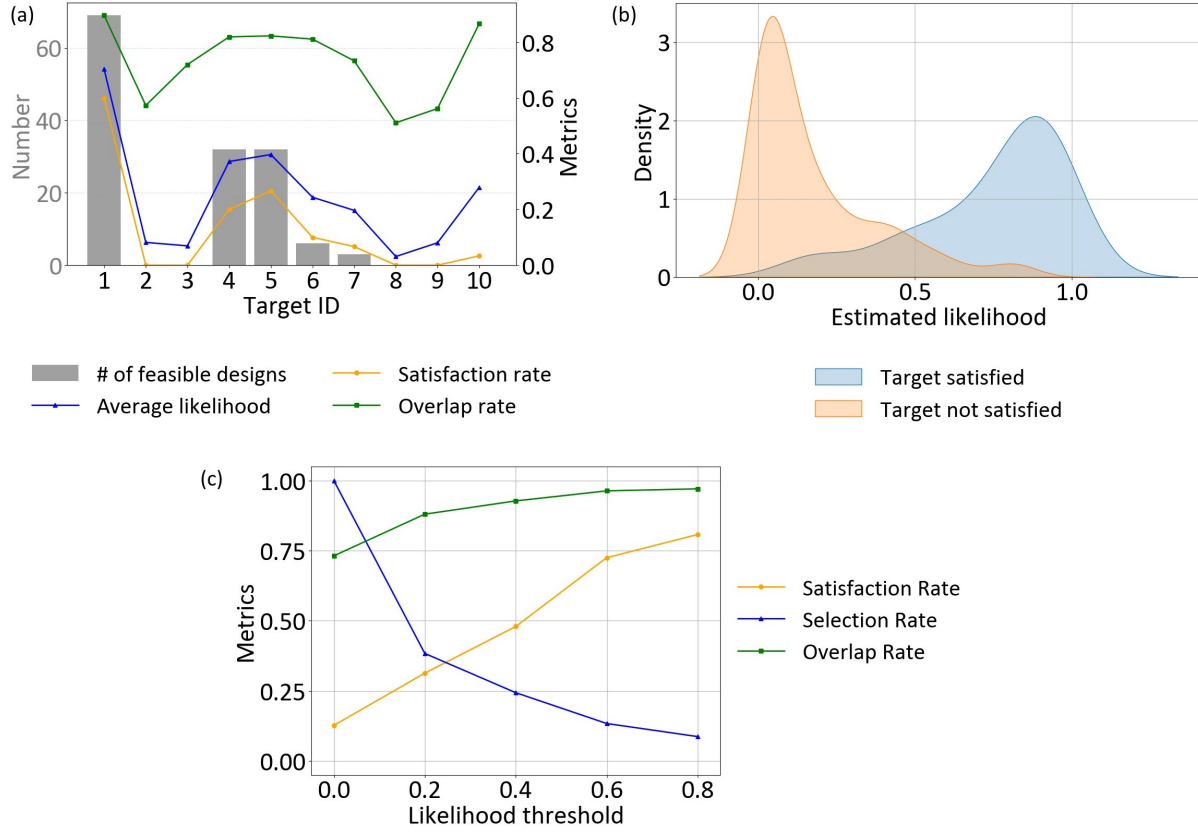 (a)
Number
0
20
40
60
Metrics
0.0
0.2
0.4
0.6
0.8
1 2 3 4 5 6 7 8 9 10
Target ID
# of feasible designs
Average likelihood
Satisfaction rate
Overlap rate
(b)
Density
0
1
2
3
0.0 0.5 1.0
Estimated likelihood
Target satisfied
Target not satisfied
(c)
Metrics
1.00
0.75
0.50
0.25
0.00
0.0 0.2 0.4 0.6 0.8
Likelihood threshold
Satisfaction Rate
Selection Rate
Overlap Rate